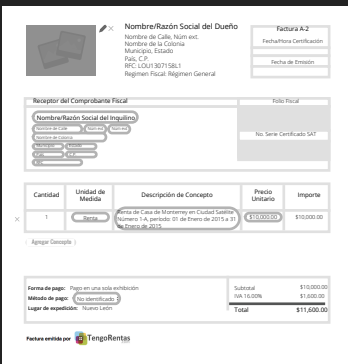 Nombre/Razón Social del Dueño
Nombre de Calle, Núm ext.
Nombre de la Colonia
Municipio, Estado
País, C.P.
RFC: LOU1307158L1
Regimen Fiscal: Régimen General
Factura A-2
Fecha/Hora Certificación
Fecha de Emisión
Receptor del Comprobante Fiscal
Folio Fiscal
Nombre/Razón Social del Inquilino
Nombre de Calle Núm ext Núm ext
Nombre de Colonia
Municipio Estado
País C.P.
RFC
No. Serie Certificado SAT
Cantidad Unidad de Medida Descripción de Concepto Precio Unitario Importe
1 Renta Renta de Casa de Monterrey en Ciudad Satélite $10,000.00 $10,000.00
Número 1-A, periodo: 01 de Enero de 2015 a 31
de Enero de 2015
Agregar Concepto
Forma de pago: Pago en una sola exhibición
Método de pago: No identificado
Lugar de expedición: Nuevo León
Subtotal $10,000.00
IVA 16.00% $1,600.00
Total $11,600.00
Factura emitida por TengoRentas